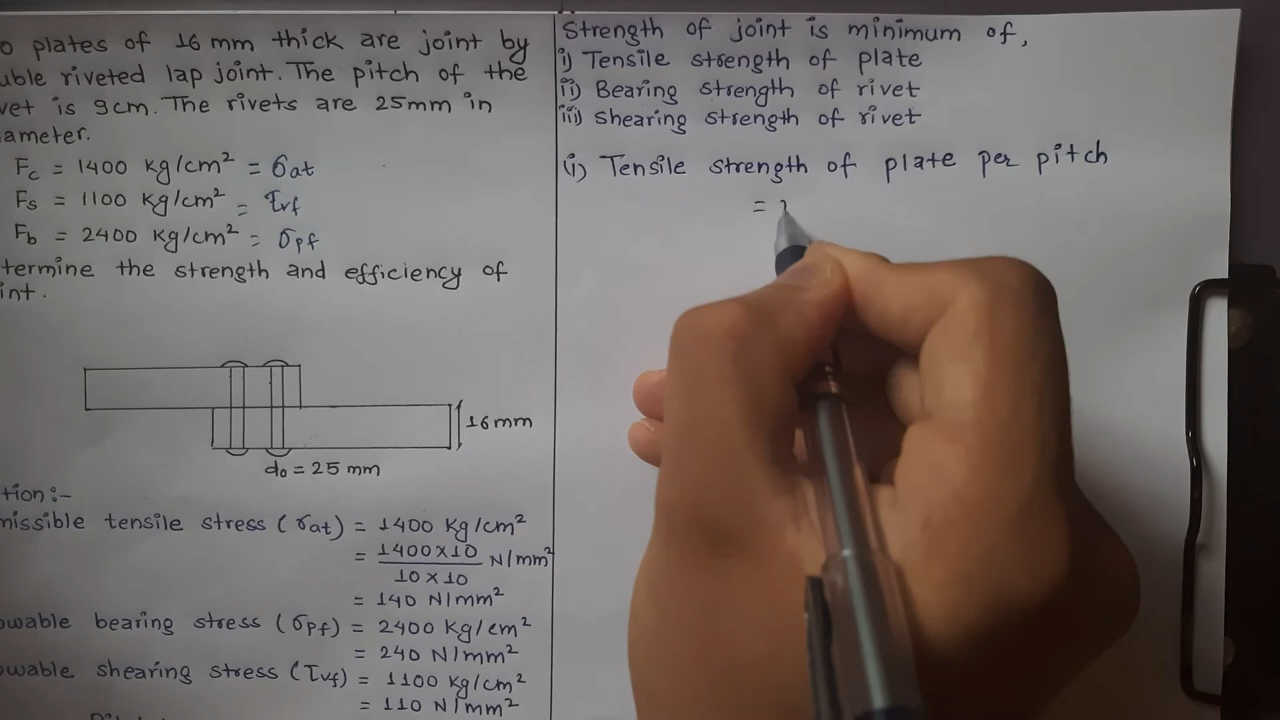 o plates of 16 mm thick are joint by
uble riveted lap joint. The pitch of the
vet is 9cm. The rivets are 25mm in
ameter.
Fc = 1400 kg/cm² = σat
Fs = 1100 kg/cm² = τvf
Fb = 2400 kg/cm² = σpf
termine the strength and efficiency of
int.
16 mm
do = 25 mm
tion:-
missible tensile stress (σat) = 1400 kg/cm²
= 1400×10 / 10×10 N/mm²
= 140 N/mm²
owable bearing stress (σpf) = 2400 kg/cm²
= 240 N/mm²
owable shearing stress (τvf) = 1100 kg/cm²
= 110 N/mm²
Strength of joint is minimum of,
i) Tensile strength of plate
ii) Bearing strength of rivet
iii) Shearing strength of rivet
(i) Tensile strength of plate per pitch
=